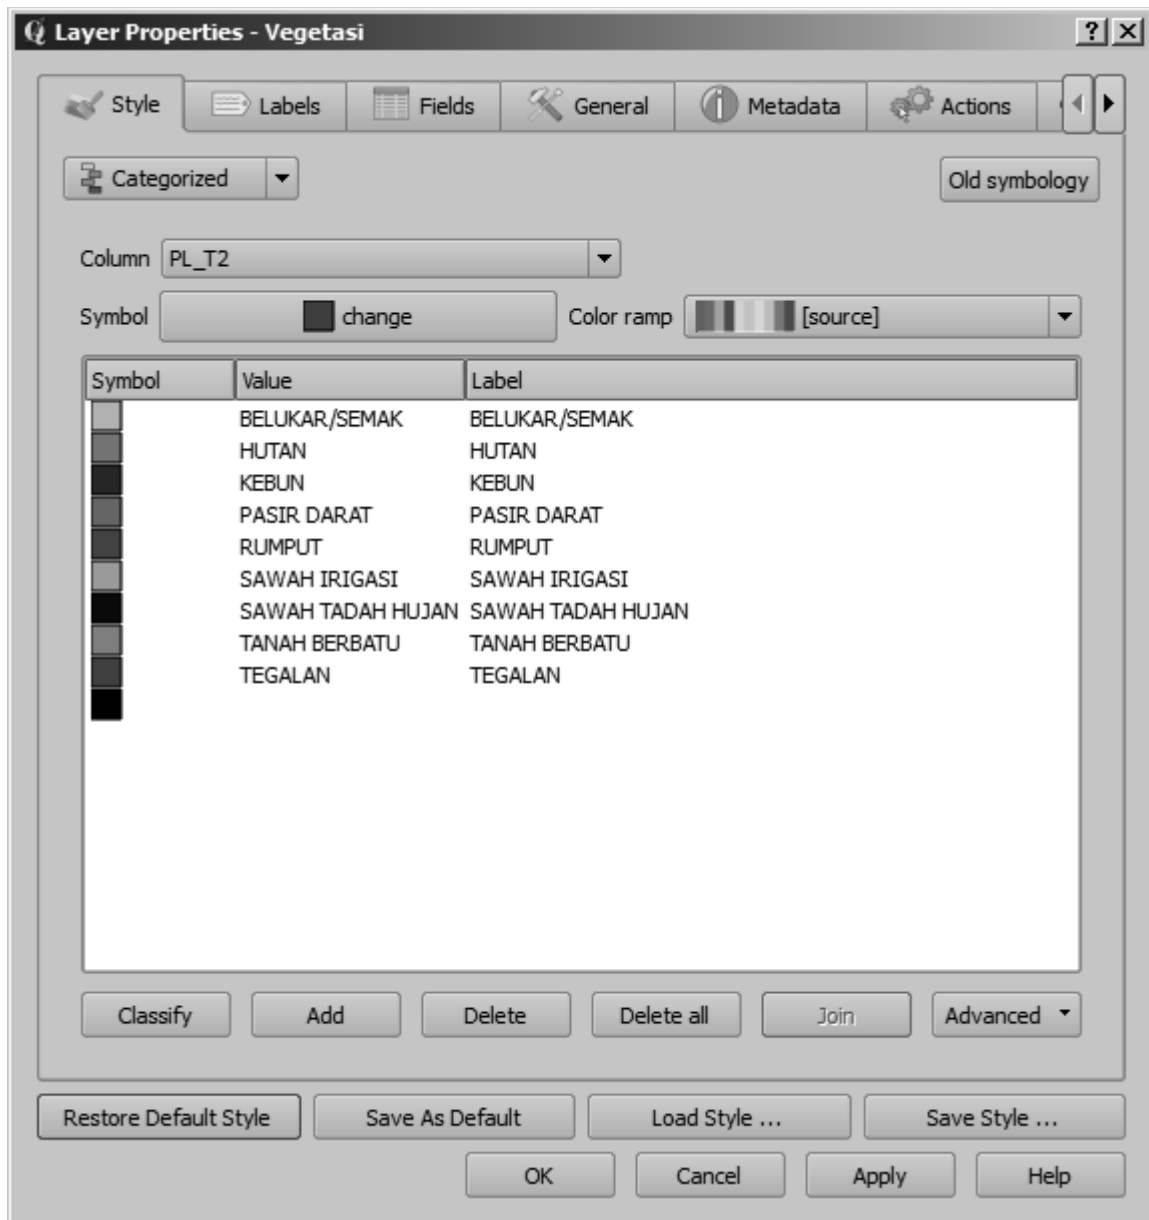 Layer Properties - Vegetasi
Style Labels Fields General Metadata Actions
Categorized Old symbology
Column PL_T2
Symbol change Color ramp [source]
Symbol Value Label
BELUKAR/SEMAK BELUKAR/SEMAK
HUTAN HUTAN
KEBUN KEBUN
PASIR DARAT PASIR DARAT
RUMPUT RUMPUT
SAWAH IRIGASI SAWAH IRIGASI
SAWAH TADAH HUJAN SAWAH TADAH HUJAN
TANAH BERBATU TANAH BERBATU
TEGALAN TEGALAN
Classify Add Delete Delete all Join Advanced
Restore Default Style Save As Default Load Style ... Save Style ...
OK Cancel Apply Help